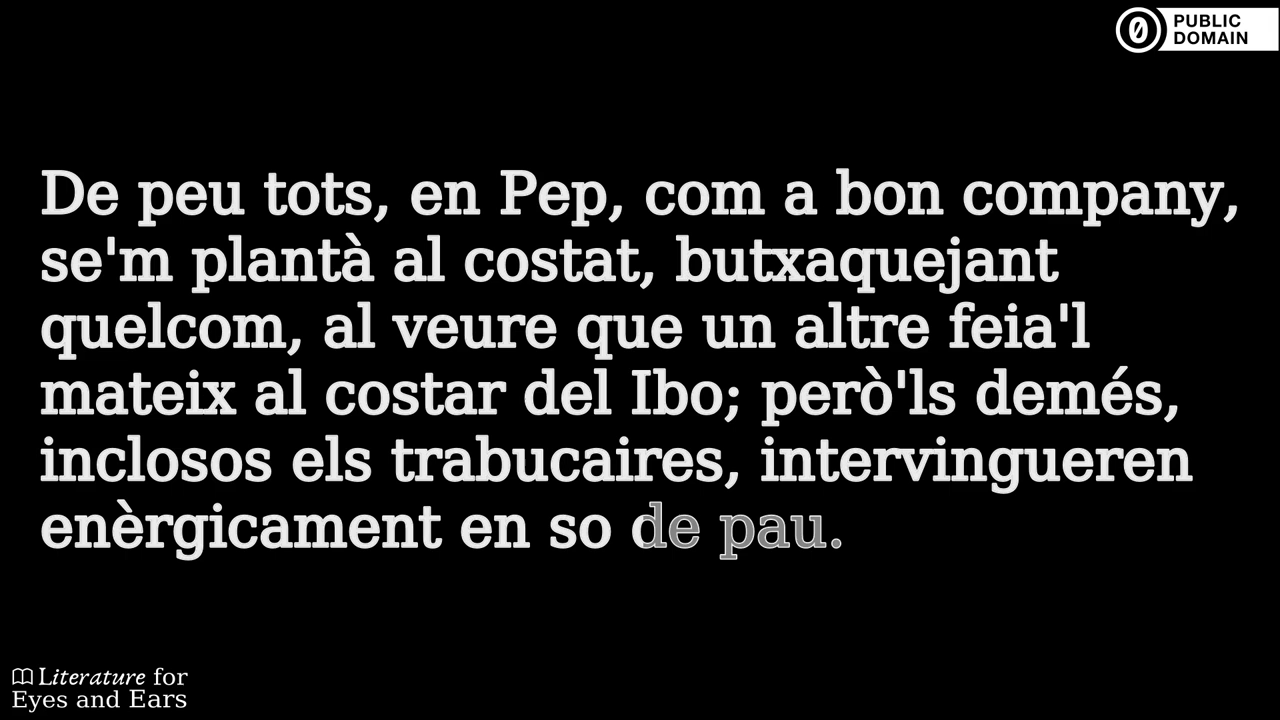 PUBLIC
DOMAIN
De peu tots, en Pep, com a bon company,
se'm plantà al costat, butxaquejant
quelcom, al veure que un altre feia'l
mateix al costar del Ibo; però'ls demés,
inclosos els trabucaires, intervingueren
enèrgicament en so de pau.
Literature for
Eyes and Ears